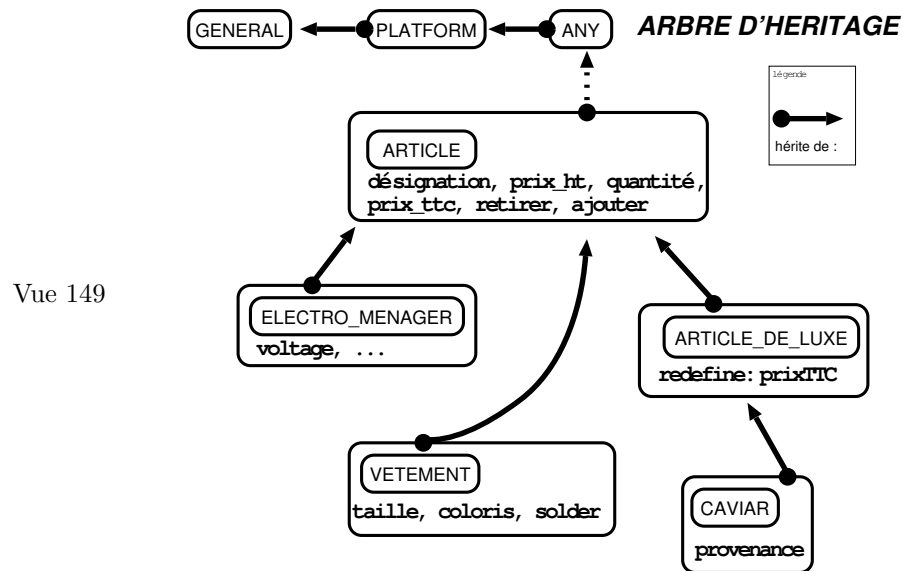 GENERAL PLATFORM ANY ARBRE D'HERITAGE
légende
hérite de :
ARTICLE
désignation, prix_ht, quantité,
prix_ttc, retirer, ajouter
Vue 149
ELECTRO_MENAGER
voltage, ...
ARTICLE_DE_LUXE
redefine: prixTTC
VETEMENT
taille, coloris, solder
CAVIAR
provenance